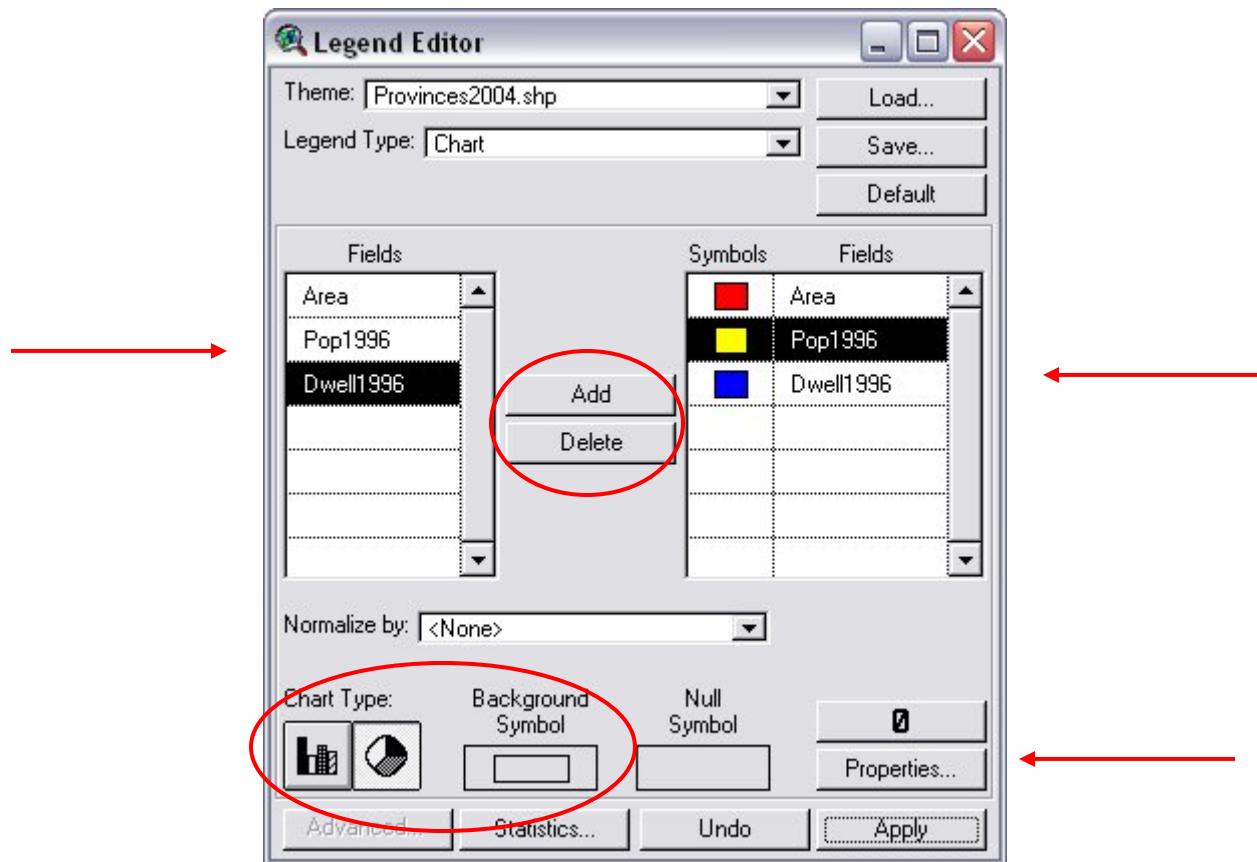 Legend Editor
Theme: Provinces2004.shp
Load...
Legend Type: Chart
Save...
Default
Fields
Symbols Fields
Area
Pop1996
Dwell1996
Add
Delete
Area
Pop1996
Dwell1996
Normalize by: <None>
Chart Type:
Background
Symbol
Null
Symbol
Ø
Properties...
Advanced...
Statistics...
Undo
Apply